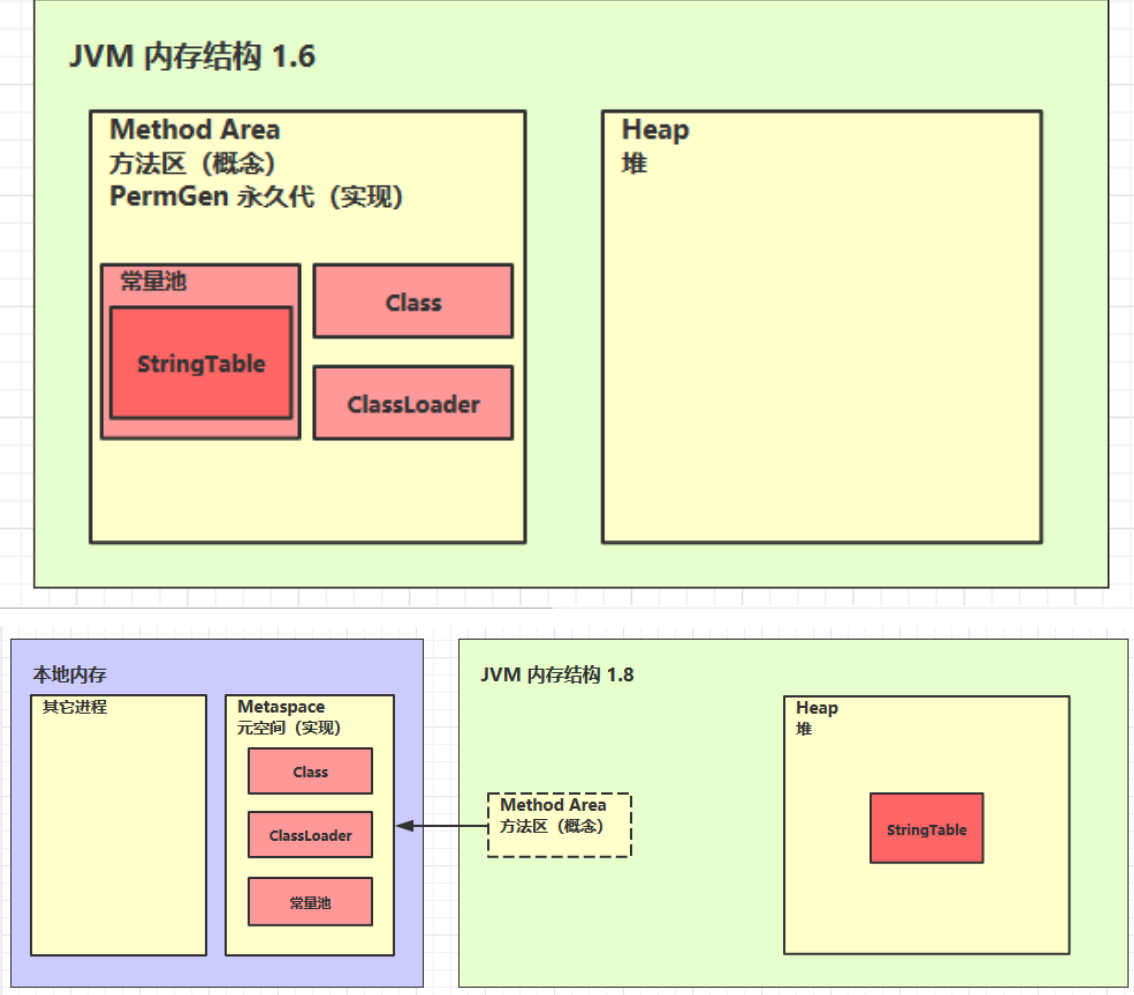 JVM 内存结构 1.6
Method Area
方法区（概念）
PermGen 永久代（实现）
常量池
StringTable
Class
ClassLoader
Heap
堆
本地内存
其它进程
Metaspace
元空间（实现）
Class
ClassLoader
常量池
JVM 内存结构 1.8
Method Area
方法区（概念）
Heap
堆
StringTable